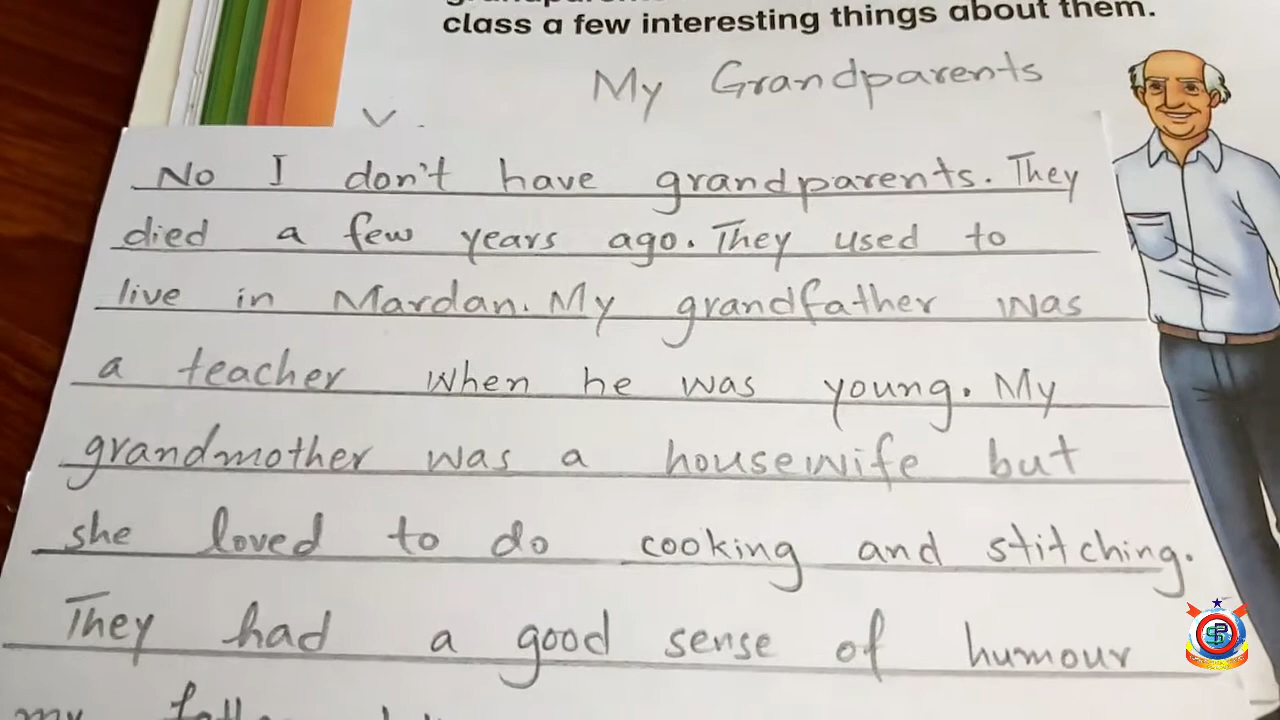 class a few interesting things about them.
My Grandparents
No I don't have grandparents. They
died a few years ago. They used to
live in Mardan. My grandfather was
a teacher when he was young. My
grandmother was a housewife but
she loved to do cooking and stitching.
They had a good sense of humour
my